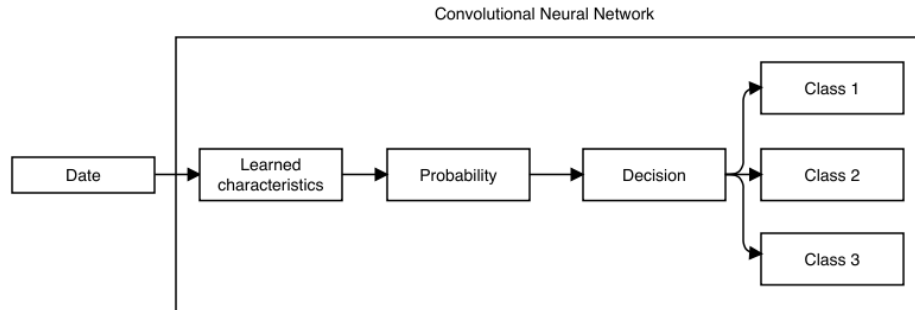 Convolutional Neural Network
Date
Learned
characteristics
Probability
Decision
Class 1
Class 2
Class 3